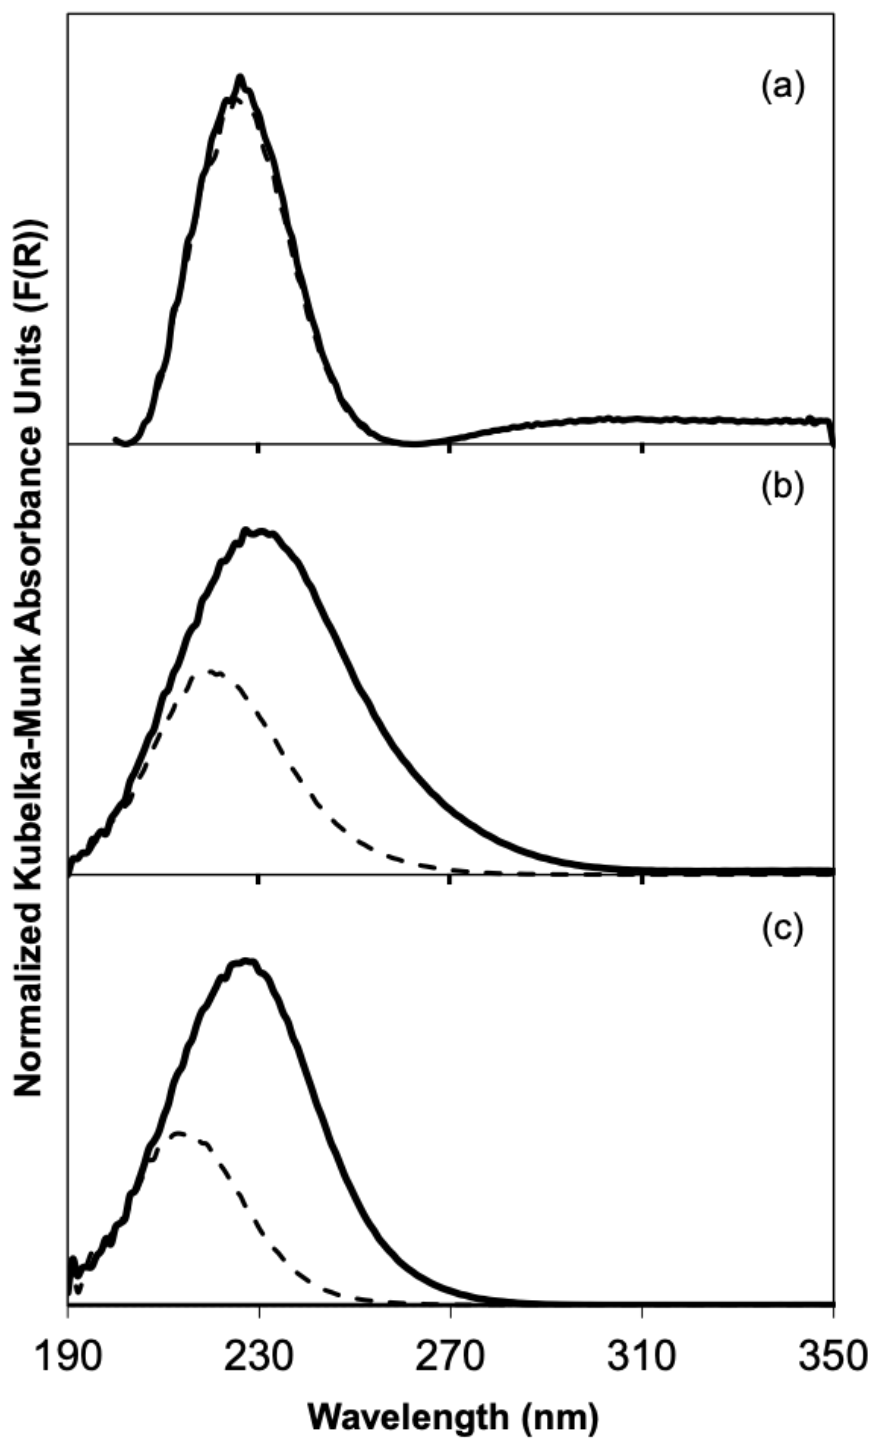 Normalized Kubelka-Munk Absorbance Units (F(R))
(a)
(b)
(c)
190 230 270 310 350
Wavelength (nm)